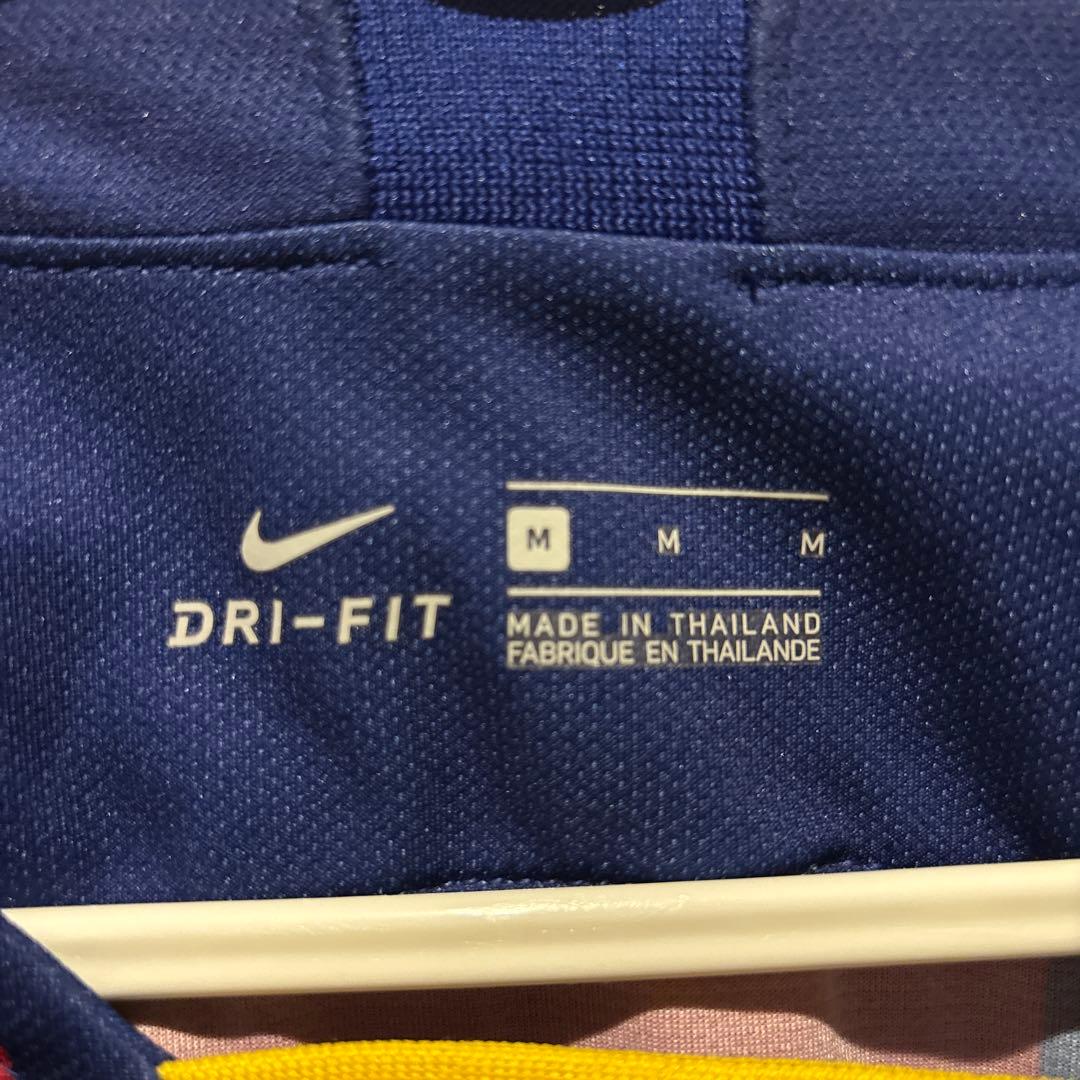 DRI-FIT
M M M
MADE IN THAILAND
FABRIQUE EN THAILANDE